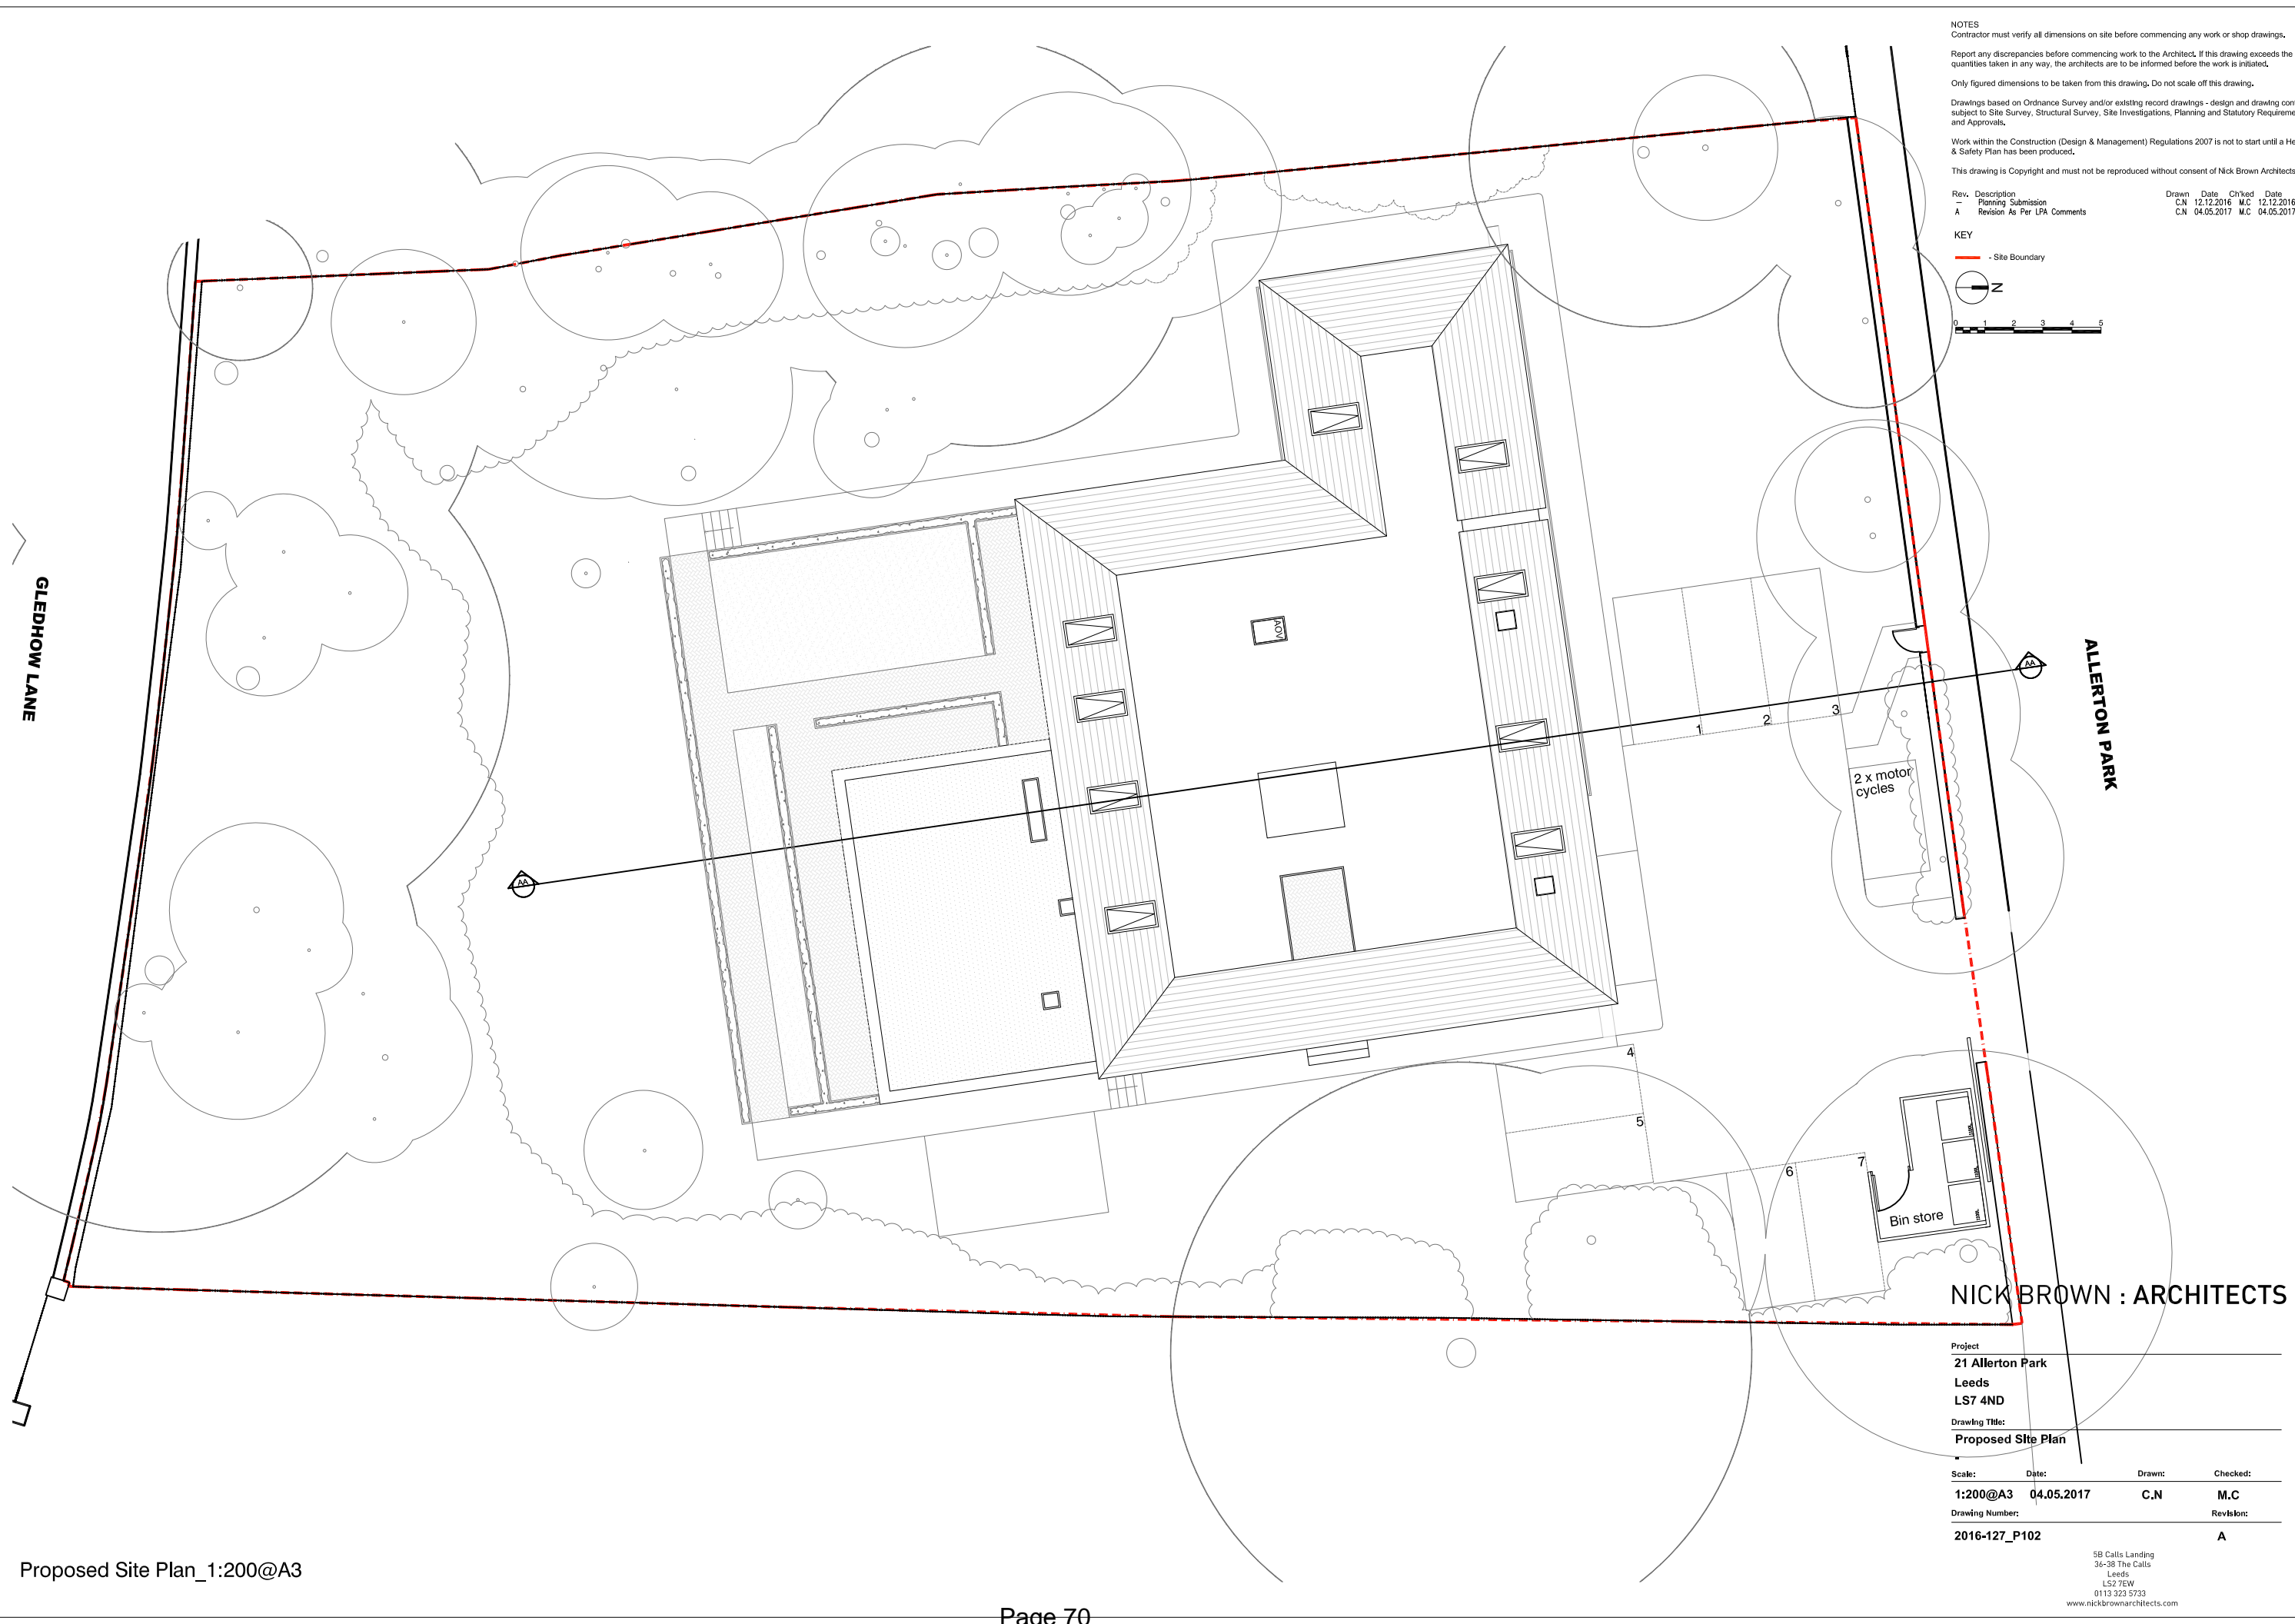 NOTES
Contractor must verify all dimensions on site before commencing any work or shop drawings.
Report any discrepancies before commencing work to the Architect. If this drawing exceeds the
quantities taken in any way, the architects are to be informed before the work is initiated.
Only figured dimensions to be taken from this drawing. Do not scale off this drawing.
Drawings based on Ordnance Survey and/or existing record drawings - design and drawing
subject to Site Survey, Structural Survey, Site Investigations, Planning and Statutory
and Approvals.
Work within the Construction (Design & Management) Regulations 2007 is not to start until a
& Safety Plan has been produced.
This drawing is Copyright and must not be reproduced without consent of Nick Brown Architects
Rev. Description Drawn Date Ch'ked Date
– Planning Submission C.N 12.12.2016 M.C 12.12.2016
A Revision As Per LPA Comments C.N 04.05.2017 M.C 04.05.2017
KEY
- Site Boundary
N
0 1 2 3 4 5
GLEDHOW LANE
ALLERTON PARK
AOV
AA
AA
1
2
3
2 x motor
cycles
4
5
6
7
Bin store
NICK BROWN : ARCHITECTS
Project
21 Allerton Park
Leeds
LS7 4ND
Drawing Title:
Proposed Site Plan
-
Scale: Date: Drawn: Checked:
1:200@A3 04.05.2017 C.N M.C
Drawing Number: Revision:
2016-127_P102 A
5B Calls Landing
36-38 The Calls
Leeds
LS2 7EW
0113 323 5733
www.nickbrownarchitects.com
Proposed Site Plan_1:200@A3
Page 70